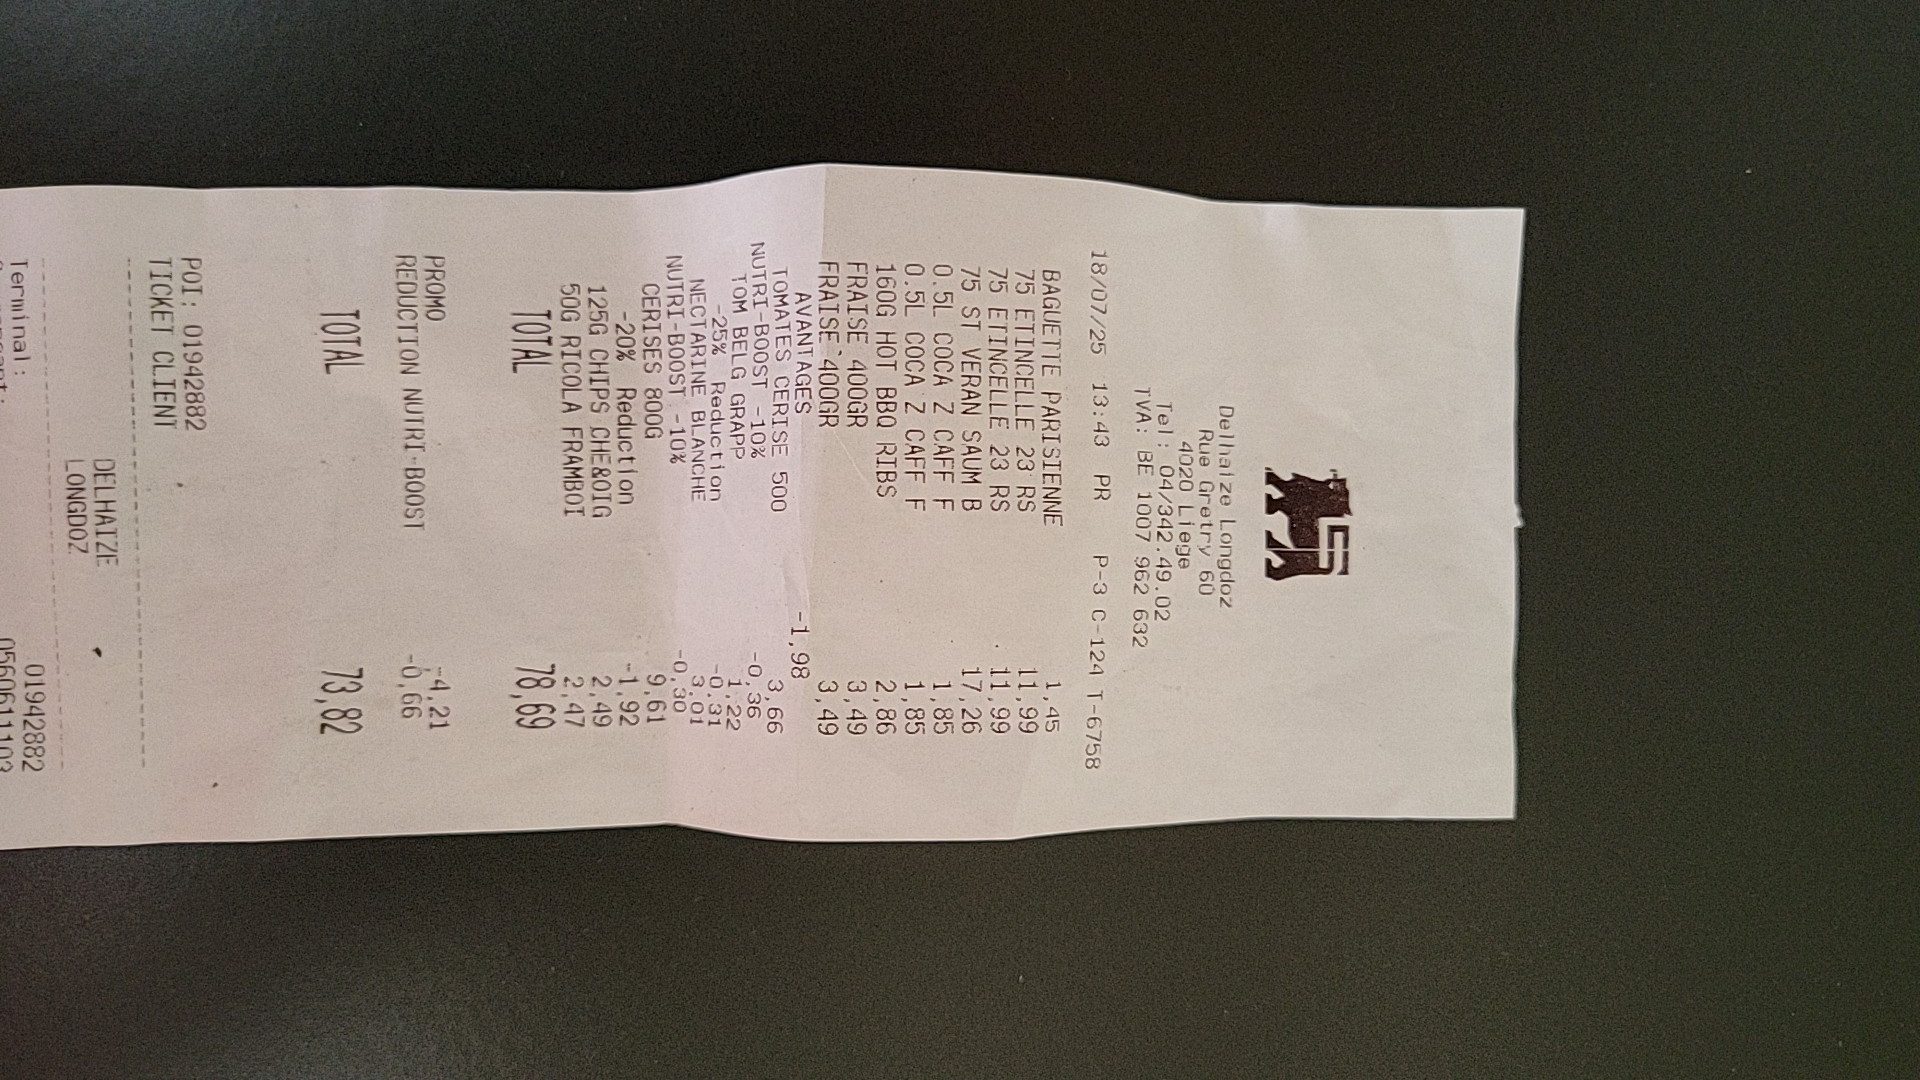 Delhaize Longdoz
Rue Gretry 60
4020 Liege
Tel: 04/342.49.02
TVA: BE 1007 962 632
18/07/25 13:43 PR P-3 C-124 T-6758
BAGUETTE PARISIENNE 1,45
75 ETINCELLE 23 RS 11,99
75 ETINCELLE 23 RS 11,99
75 ST VERAN SAUM B 17,26
0.5L COCA Z CAFF F 1,85
0.5L COCA Z CAFF F 1,85
160G HOT BBQ RIBS 2,86
FRAISE 400GR 3,49
FRAISE 400GR 3,49
AVANTAGES -1,98
TOMATES CERISE 500 3,66
NUTRI-BOOST -10% -0,36
TOM BELG GRAPP 1,22
-25% Reduction -0,31
NECTARINE BLANCHE 3,01
NUTRI-BOOST -10% -0,30
CERISES 800G 9,61
-20% Reduction -1,92
125G CHIPS CHE&OIG 2,49
50G RICOLA FRAMBOI 2,47
TOTAL 78,69
PROMO -4,21
REDUCTION NUTRI-BOOST -0,66
TOTAL 73,82
POI: 01942882
TICKET CLIENT
DELHAIZE
LONGDOZ
Terminal: 01942882